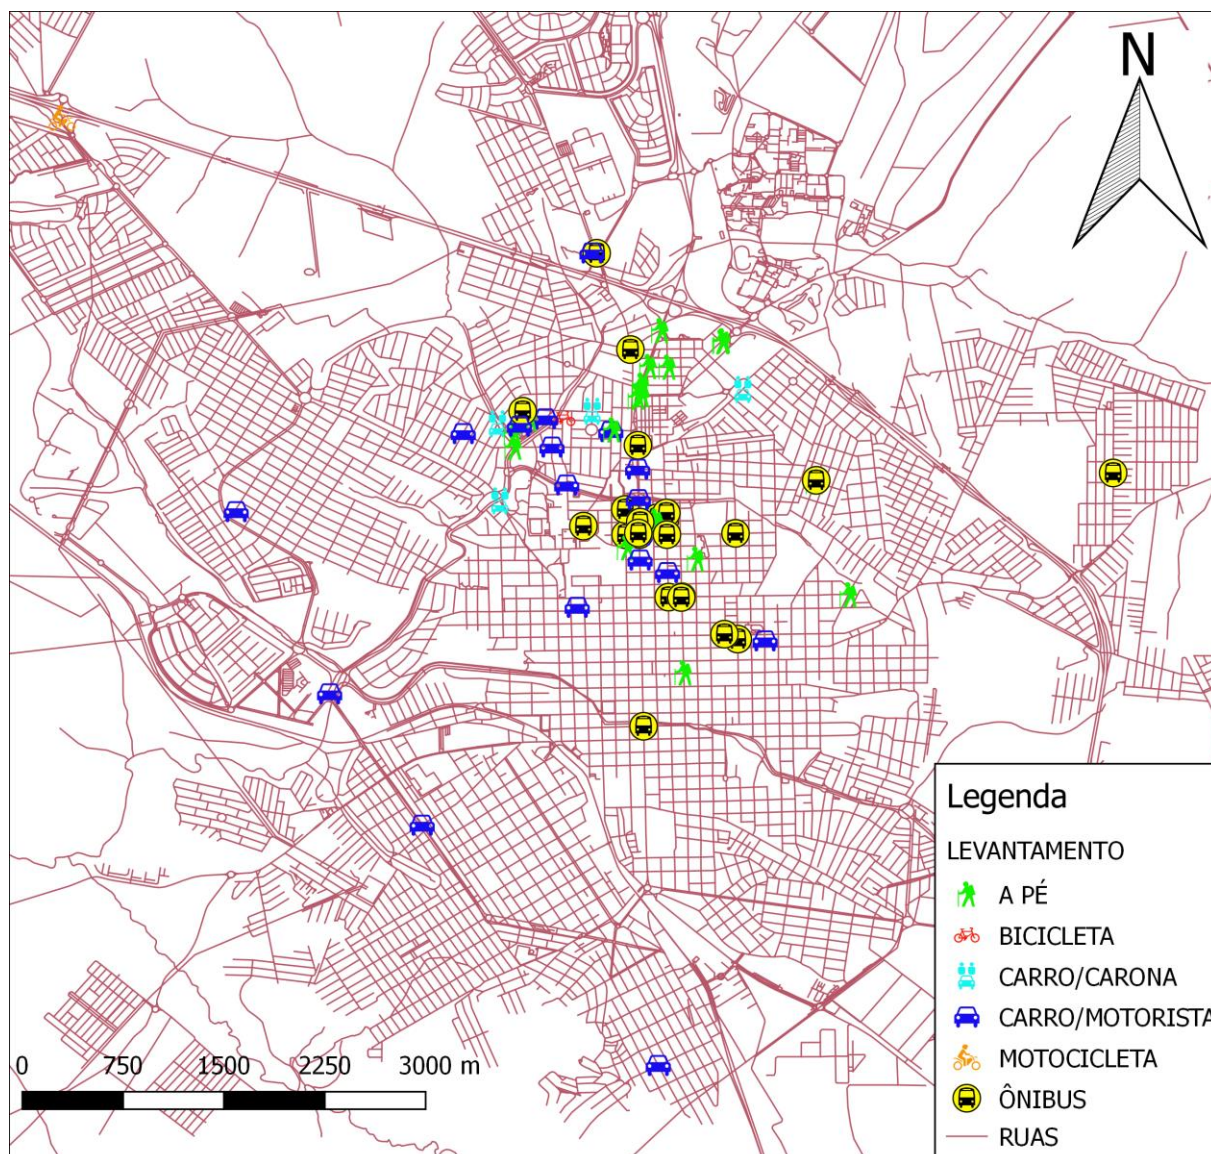 N
Legenda
LEVANTAMENTO
A PÉ
BICICLETA
CARRO/CARONA
CARRO/MOTORISTA
MOTOCICLETA
ÔNIBUS
RUAS
0 750 1500 2250 3000 m